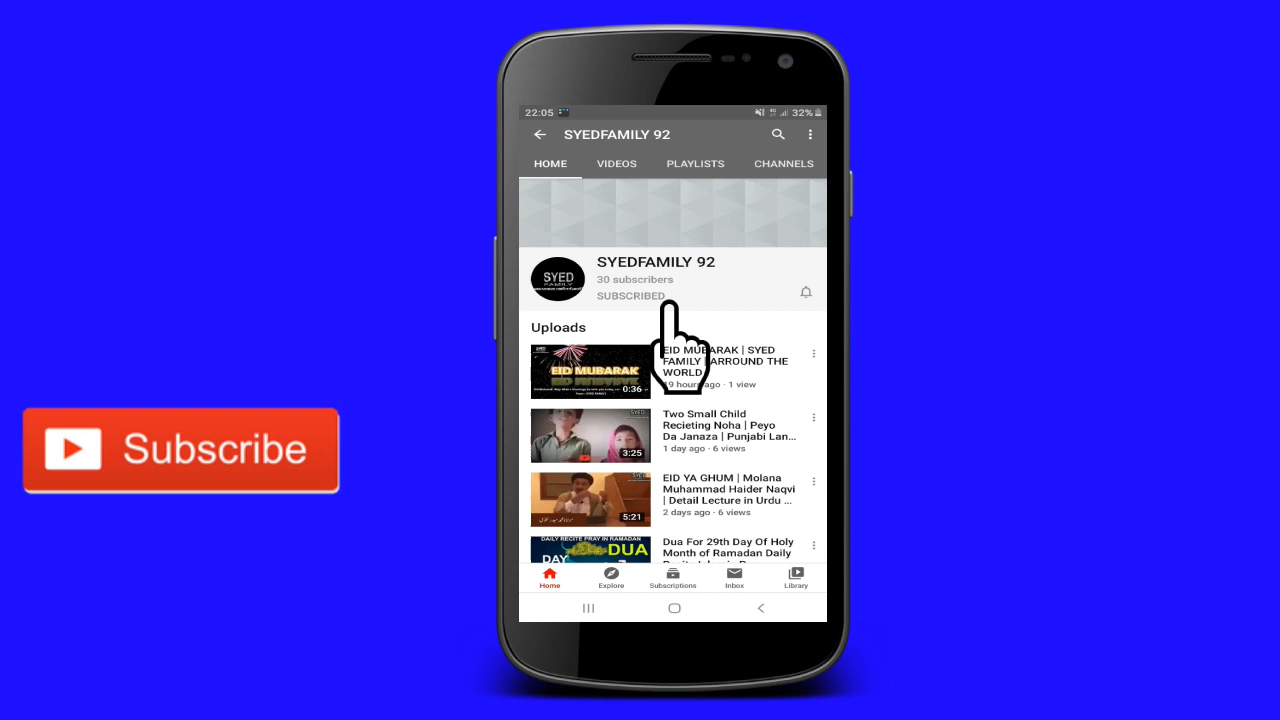 22:05
32%
SYEDFAMILY 92
HOME VIDEOS PLAYLISTS CHANNELS
SYED
FAMILY
SYEDFAMILY 92
30 subscribers
SUBSCRIBED
Uploads
EID MUBARAK
0:36
EID MUBARAK | SYED
FAMILY | ARROUND THE
WORLD
19 hours ago · 1 view
SYED
3:25
Two Small Child
Recieting Noha | Peyo
Da Janaza | Punjabi Lan...
1 day ago · 6 views
5:21
EID YA GHUM | Molana
Muhammad Haider Naqvi
| Detail Lecture in Urdu ...
2 days ago · 6 views
DAILY RECITE PRAY IN RAMADAN
DUA
DAY
Dua For 29th Day Of Holy
Month of Ramadan Daily
Home Explore Subscriptions Inbox Library
Subscribe